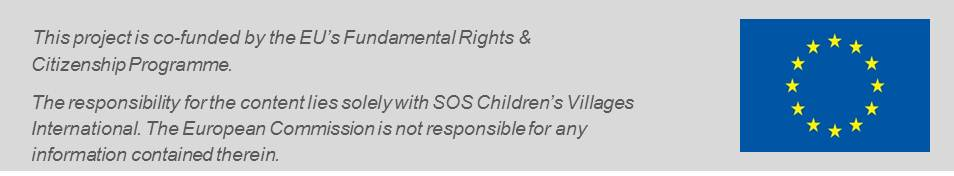 This project is co-funded by the EU’s Fundamental Rights &
Citizenship Programme.
The responsibility for the content lies solely with SOS Children’s Villages
International. The European Commission is not responsible for any
information contained therein.